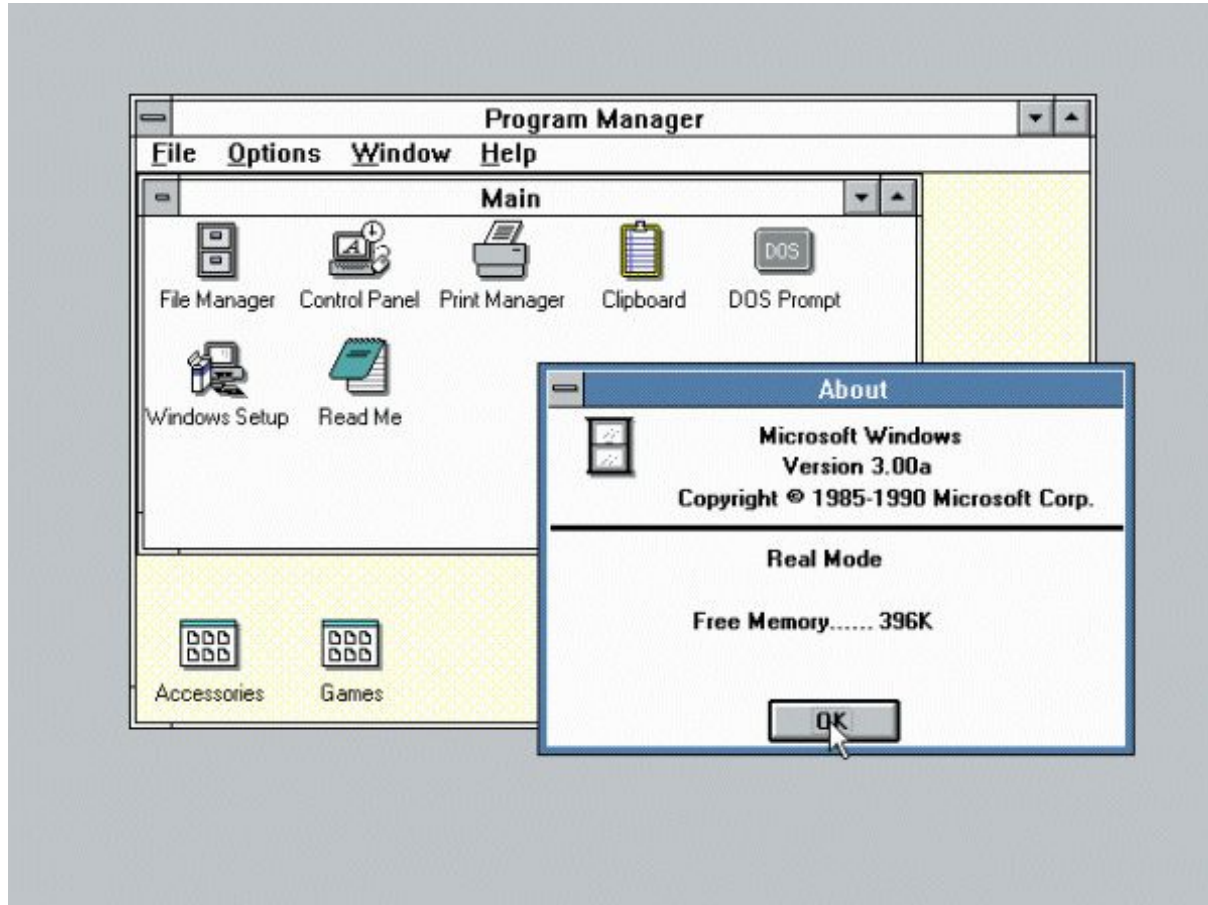 Program Manager
File Options Window Help
Main
File Manager Control Panel Print Manager Clipboard DOS Prompt
DOS
Windows Setup Read Me
About
Microsoft Windows
Version 3.00a
Copyright © 1985-1990 Microsoft Corp.
Real Mode
Free Memory...... 396K
OK
Accessories Games